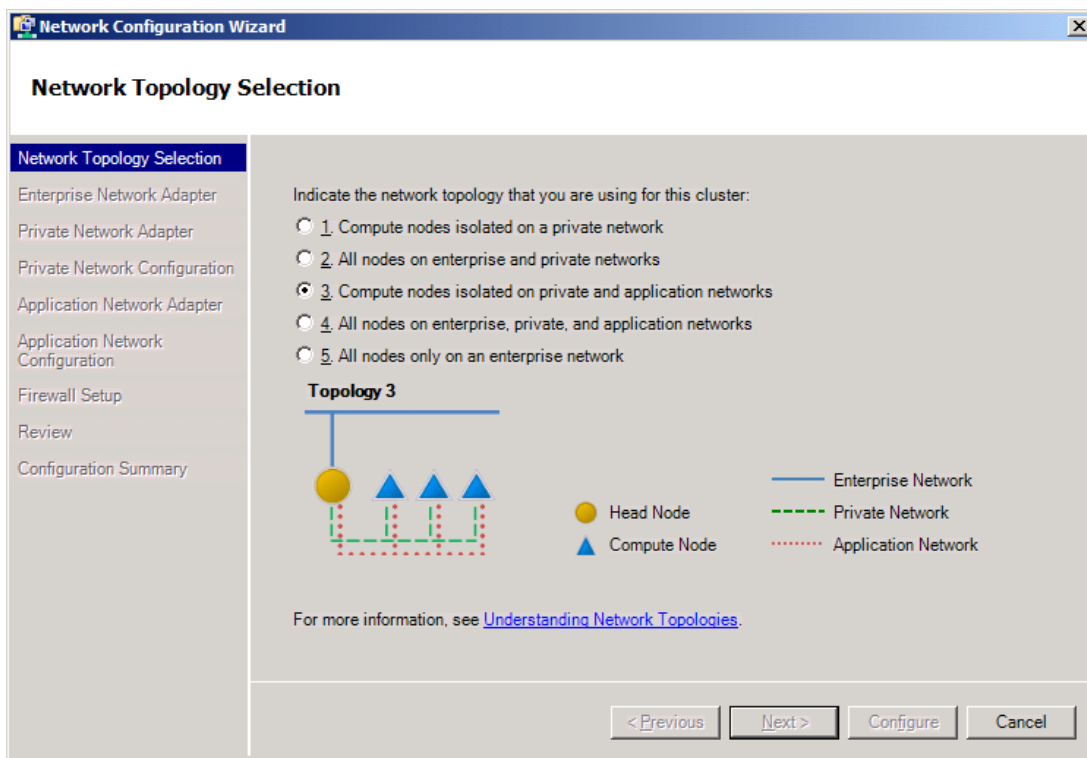 Network Configuration Wizard
Network Topology Selection
Network Topology Selection
Enterprise Network Adapter
Private Network Adapter
Private Network Configuration
Application Network Adapter
Application Network
Configuration
Firewall Setup
Review
Configuration Summary
Indicate the network topology that you are using for this cluster:
1. Compute nodes isolated on a private network
2. All nodes on enterprise and private networks
3. Compute nodes isolated on private and application networks
4. All nodes on enterprise, private, and application networks
5. All nodes only on an enterprise network
Topology 3
Head Node
Compute Node
Enterprise Network
Private Network
Application Network
For more information, see Understanding Network Topologies.
< Previous
Next >
Configure
Cancel